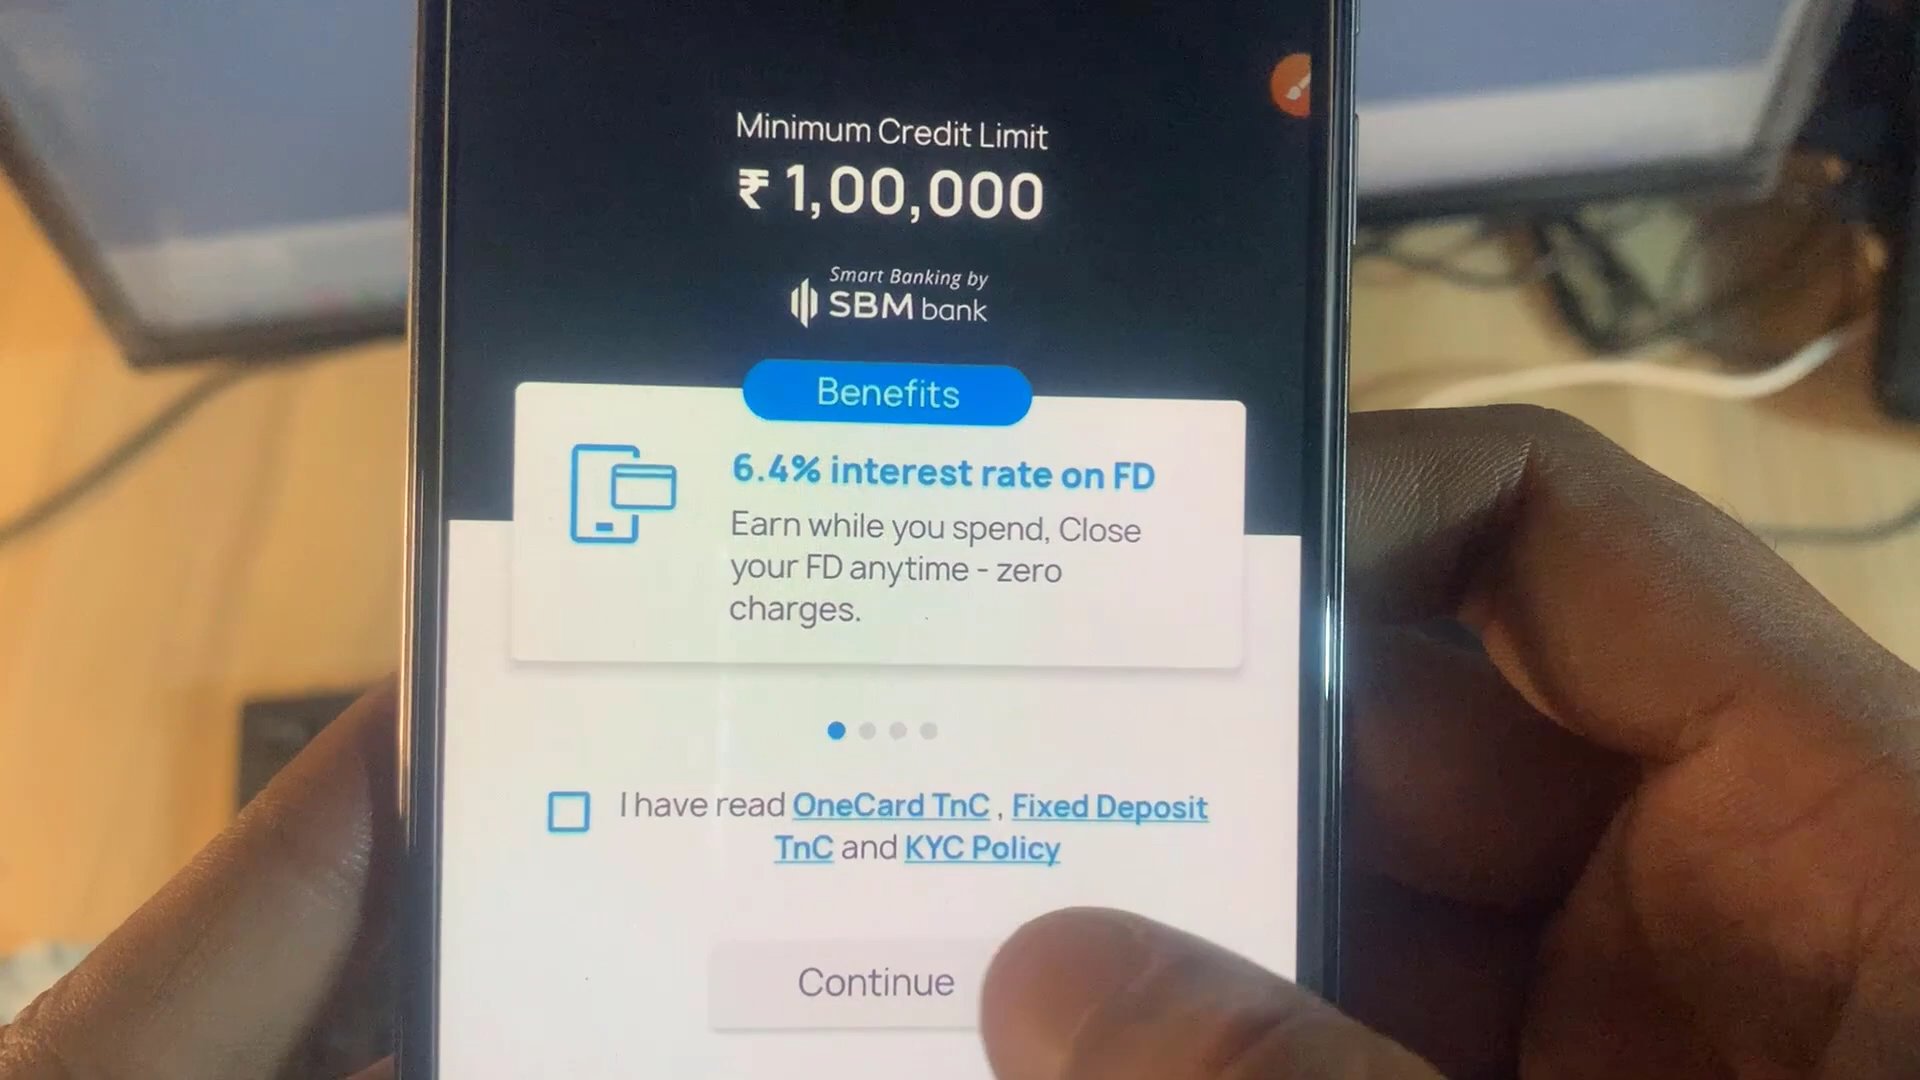 Minimum Credit Limit
₹ 1,00,000
Smart Banking by
SBM bank
Benefits
6.4% interest rate on FD
Earn while you spend, Close
your FD anytime - zero
charges.
I have read OneCard TnC , Fixed Deposit
TnC and KYC Policy
Continue